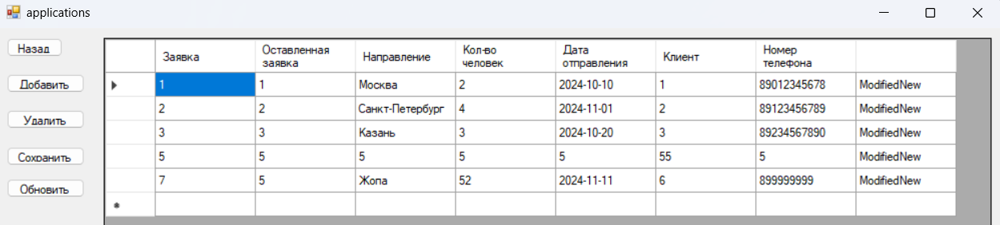 applications
Назад
Добавить
Удалить
Сохранить
Обновить
Заявка Оставленная заявка Направление Кол-во человек Дата отправления Клиент Номер телефона
1 1 Москва 2 2024-10-10 1 89012345678 ModifiedNew
2 2 Санкт-Петербург 4 2024-11-01 2 89123456789 ModifiedNew
3 3 Казань 3 2024-10-20 3 89234567890 ModifiedNew
5 5 5 5 5 55 5 ModifiedNew
7 5 Жопа 52 2024-11-11 6 899999999 ModifiedNew